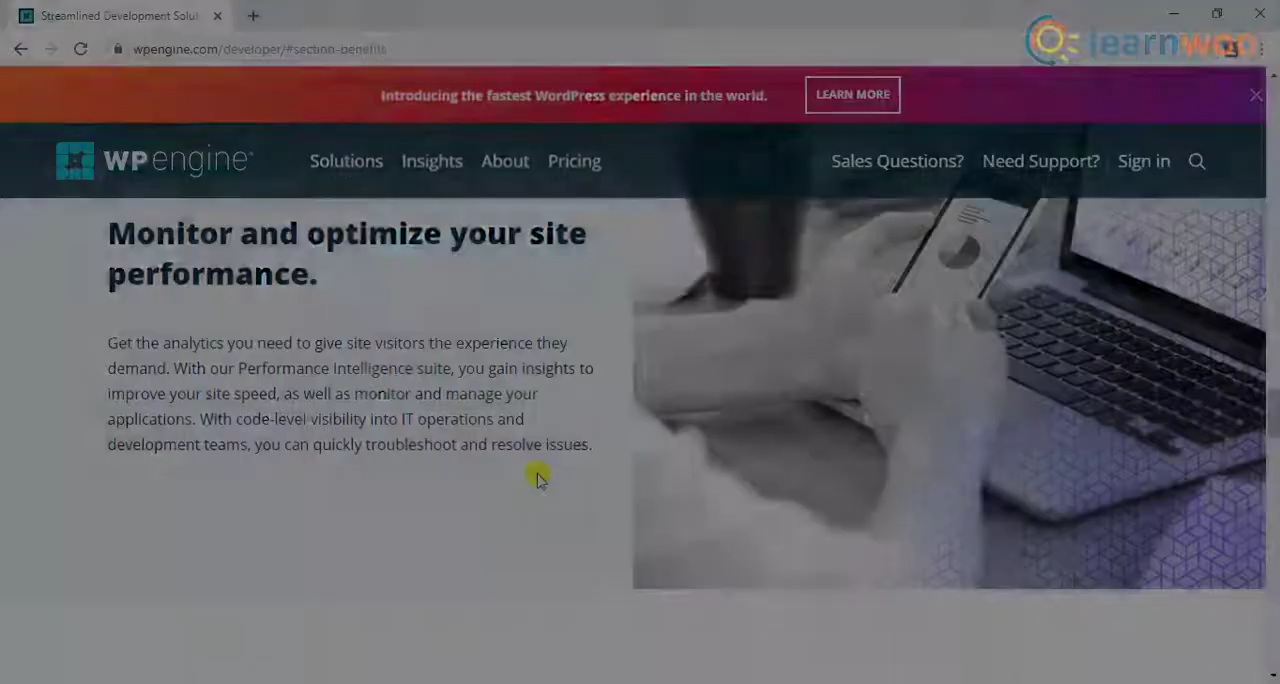 Streamlined Development Solut
wpengine.com/developer/#section-benefits
learnwoo
Introducing the fastest WordPress experience in the world.
LEARN MORE
WP engine
Solutions
Insights
About
Pricing
Sales Questions?
Need Support?
Sign in
Monitor and optimize your site
performance.
Get the analytics you need to give site visitors the experience they
demand. With our Performance Intelligence suite, you gain insights to
improve your site speed, as well as monitor and manage your
applications. With code-level visibility into IT operations and
development teams, you can quickly troubleshoot and resolve issues.